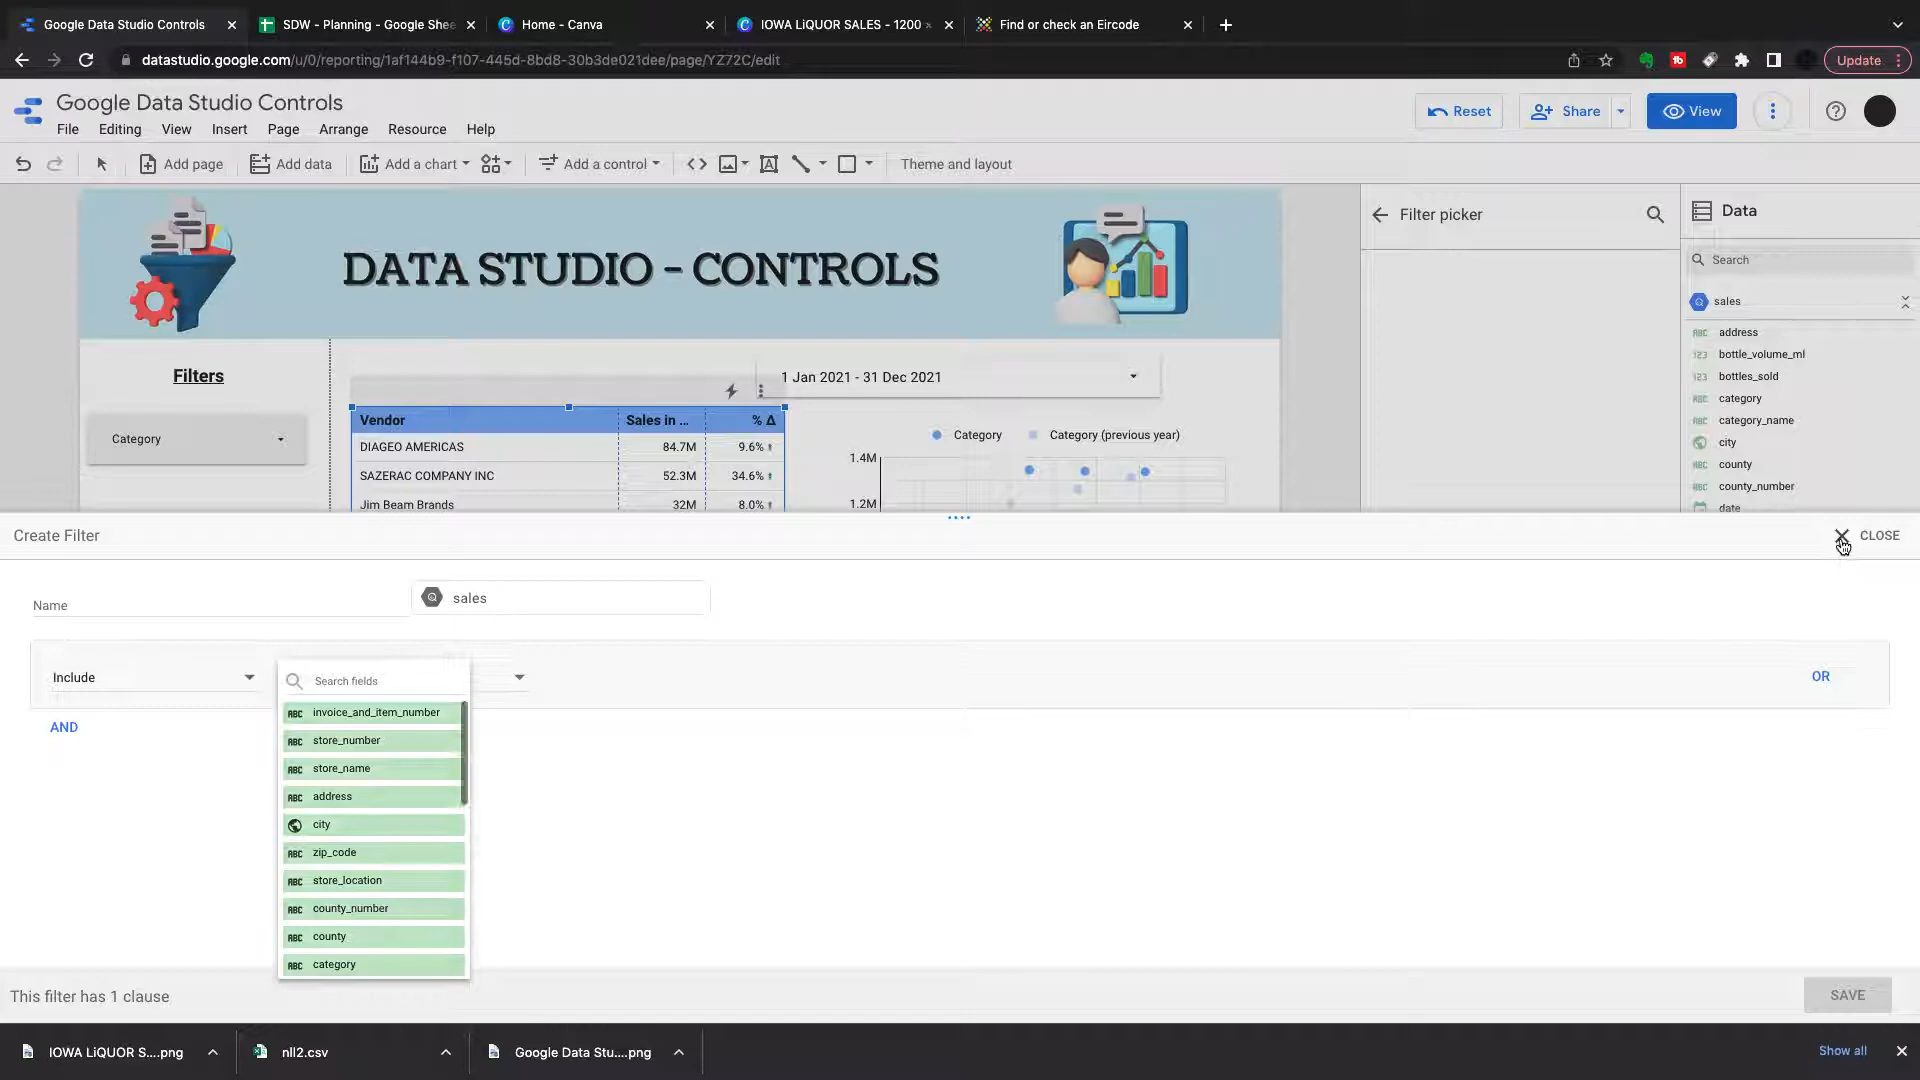 Google Data Studio Controls
SDW - Planning - Google Shee
Home - Canva
IOWA LiQUOR SALES - 1200 ×
Find or check an Eircode
datastudio.google.com/u/0/reporting/1af144b9-f107-445d-8bd8-30b3de021dee/page/YZ72C/edit
Update
Google Data Studio Controls
File Editing View Insert Page Arrange Resource Help
Reset
Share
View
Add page
Add data
Add a chart
Add a control
Theme and layout
DATA STUDIO - CONTROLS
Filter picker
Data
Search
sales
address
bottle_volume_ml
bottles_sold
category
category_name
city
county
county_number
date
Filters
Category
1 Jan 2021 - 31 Dec 2021
Vendor Sales in ... % Δ
DIAGEO AMERICAS 84.7M 9.6%
SAZERAC COMPANY INC 52.3M 34.6%
Jim Beam Brands 32M 8.0%
Category Category (previous year)
1.4M
1.2M
Create Filter
CLOSE
Name
sales
Include
Search fields
OR
AND
invoice_and_item_number
store_number
store_name
address
city
zip_code
store_location
county_number
county
category
This filter has 1 clause
SAVE
IOWA LiQUOR S....png
nll2.csv
Google Data Stu....png
Show all